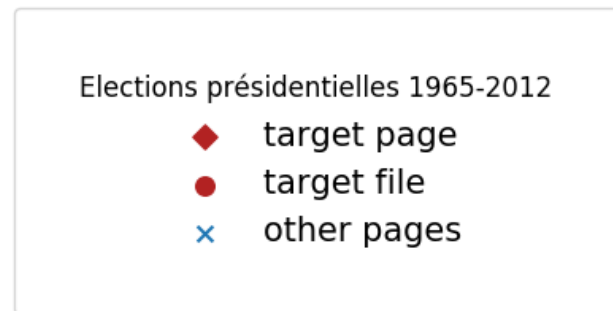 Elections présidentielles 1965-2012
target page
target file
other pages